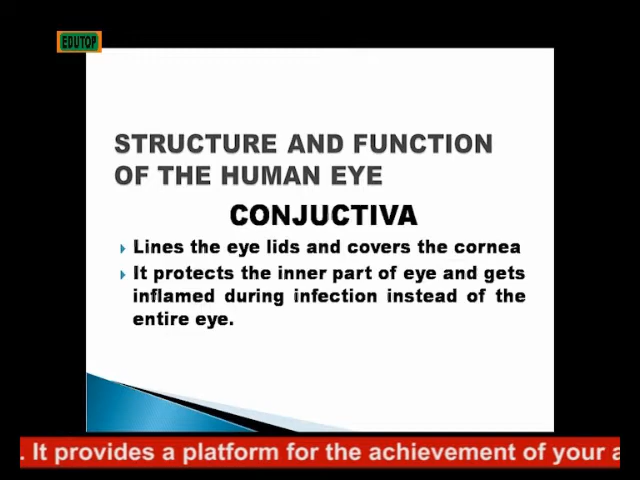 EDUTOP
STRUCTURE AND FUNCTION
OF THE HUMAN EYE
CONJUCTIVA
Lines the eye lids and covers the cornea
It protects the inner part of eye and gets
inflamed during infection instead of the
entire eye.
. It provides a platform for the achievement of your a